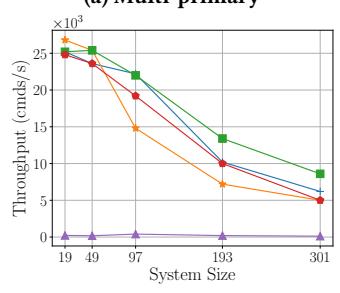 (a) Multi-primary
×10³
25
20
15
10
5
0
Throughput (cmds/s)
19 49 97 193 301
System Size